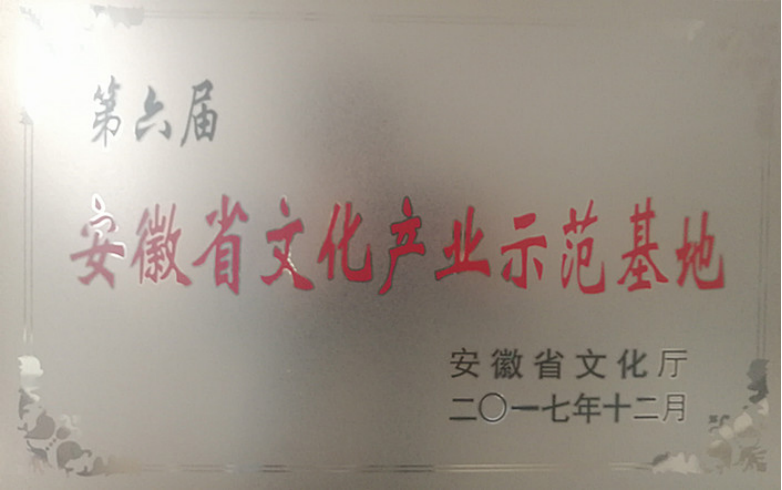 第六届
安徽省文化产业示范基地
安徽省文化厅
二〇一七年十二月